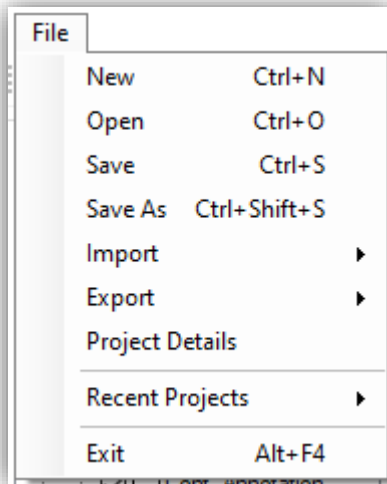 File
New Ctrl+N
Open Ctrl+O
Save Ctrl+S
Save As Ctrl+Shift+S
Import
Export
Project Details
Recent Projects
Exit Alt+F4